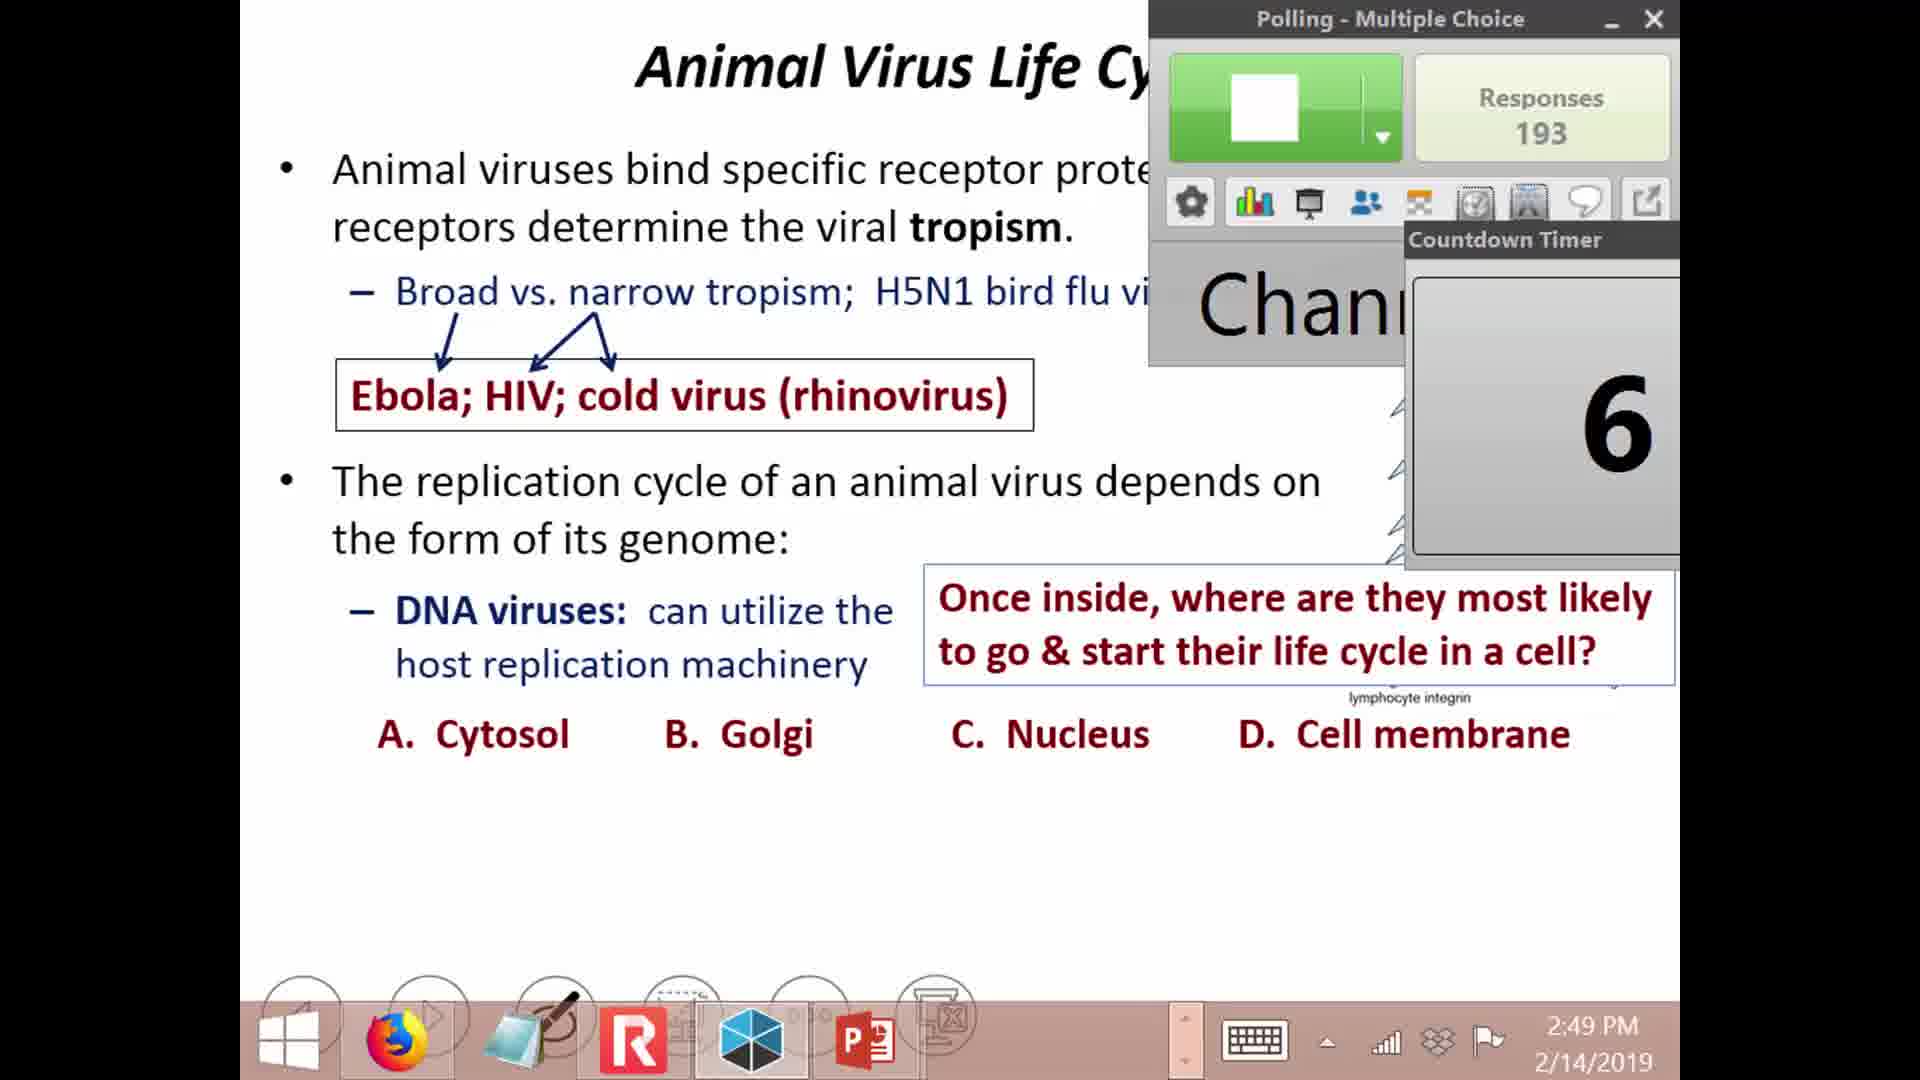 Animal Virus Life
Polling - Multiple Choice
Responses
193
• Animal viruses bind specific receptor
receptors determine the viral tropism.
Countdown Timer
6
– Broad vs. narrow tropism; H5N1 bird flu
Ebola; HIV; cold virus (rhinovirus)
• The replication cycle of an animal virus depends on
the form of its genome:
– DNA viruses: can utilize the
host replication machinery
Once inside, where are they most likely
to go & start their life cycle in a cell?
lymphocyte integrin
A. Cytosol B. Golgi C. Nucleus D. Cell membrane
2:49 PM
2/14/2019